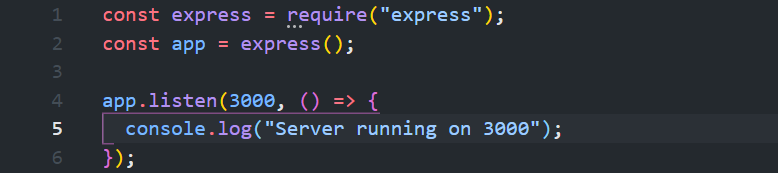 1 const express = require("express");
2 const app = express();
3
4 app.listen(3000, () => {
5   console.log("Server running on 3000");
6 });